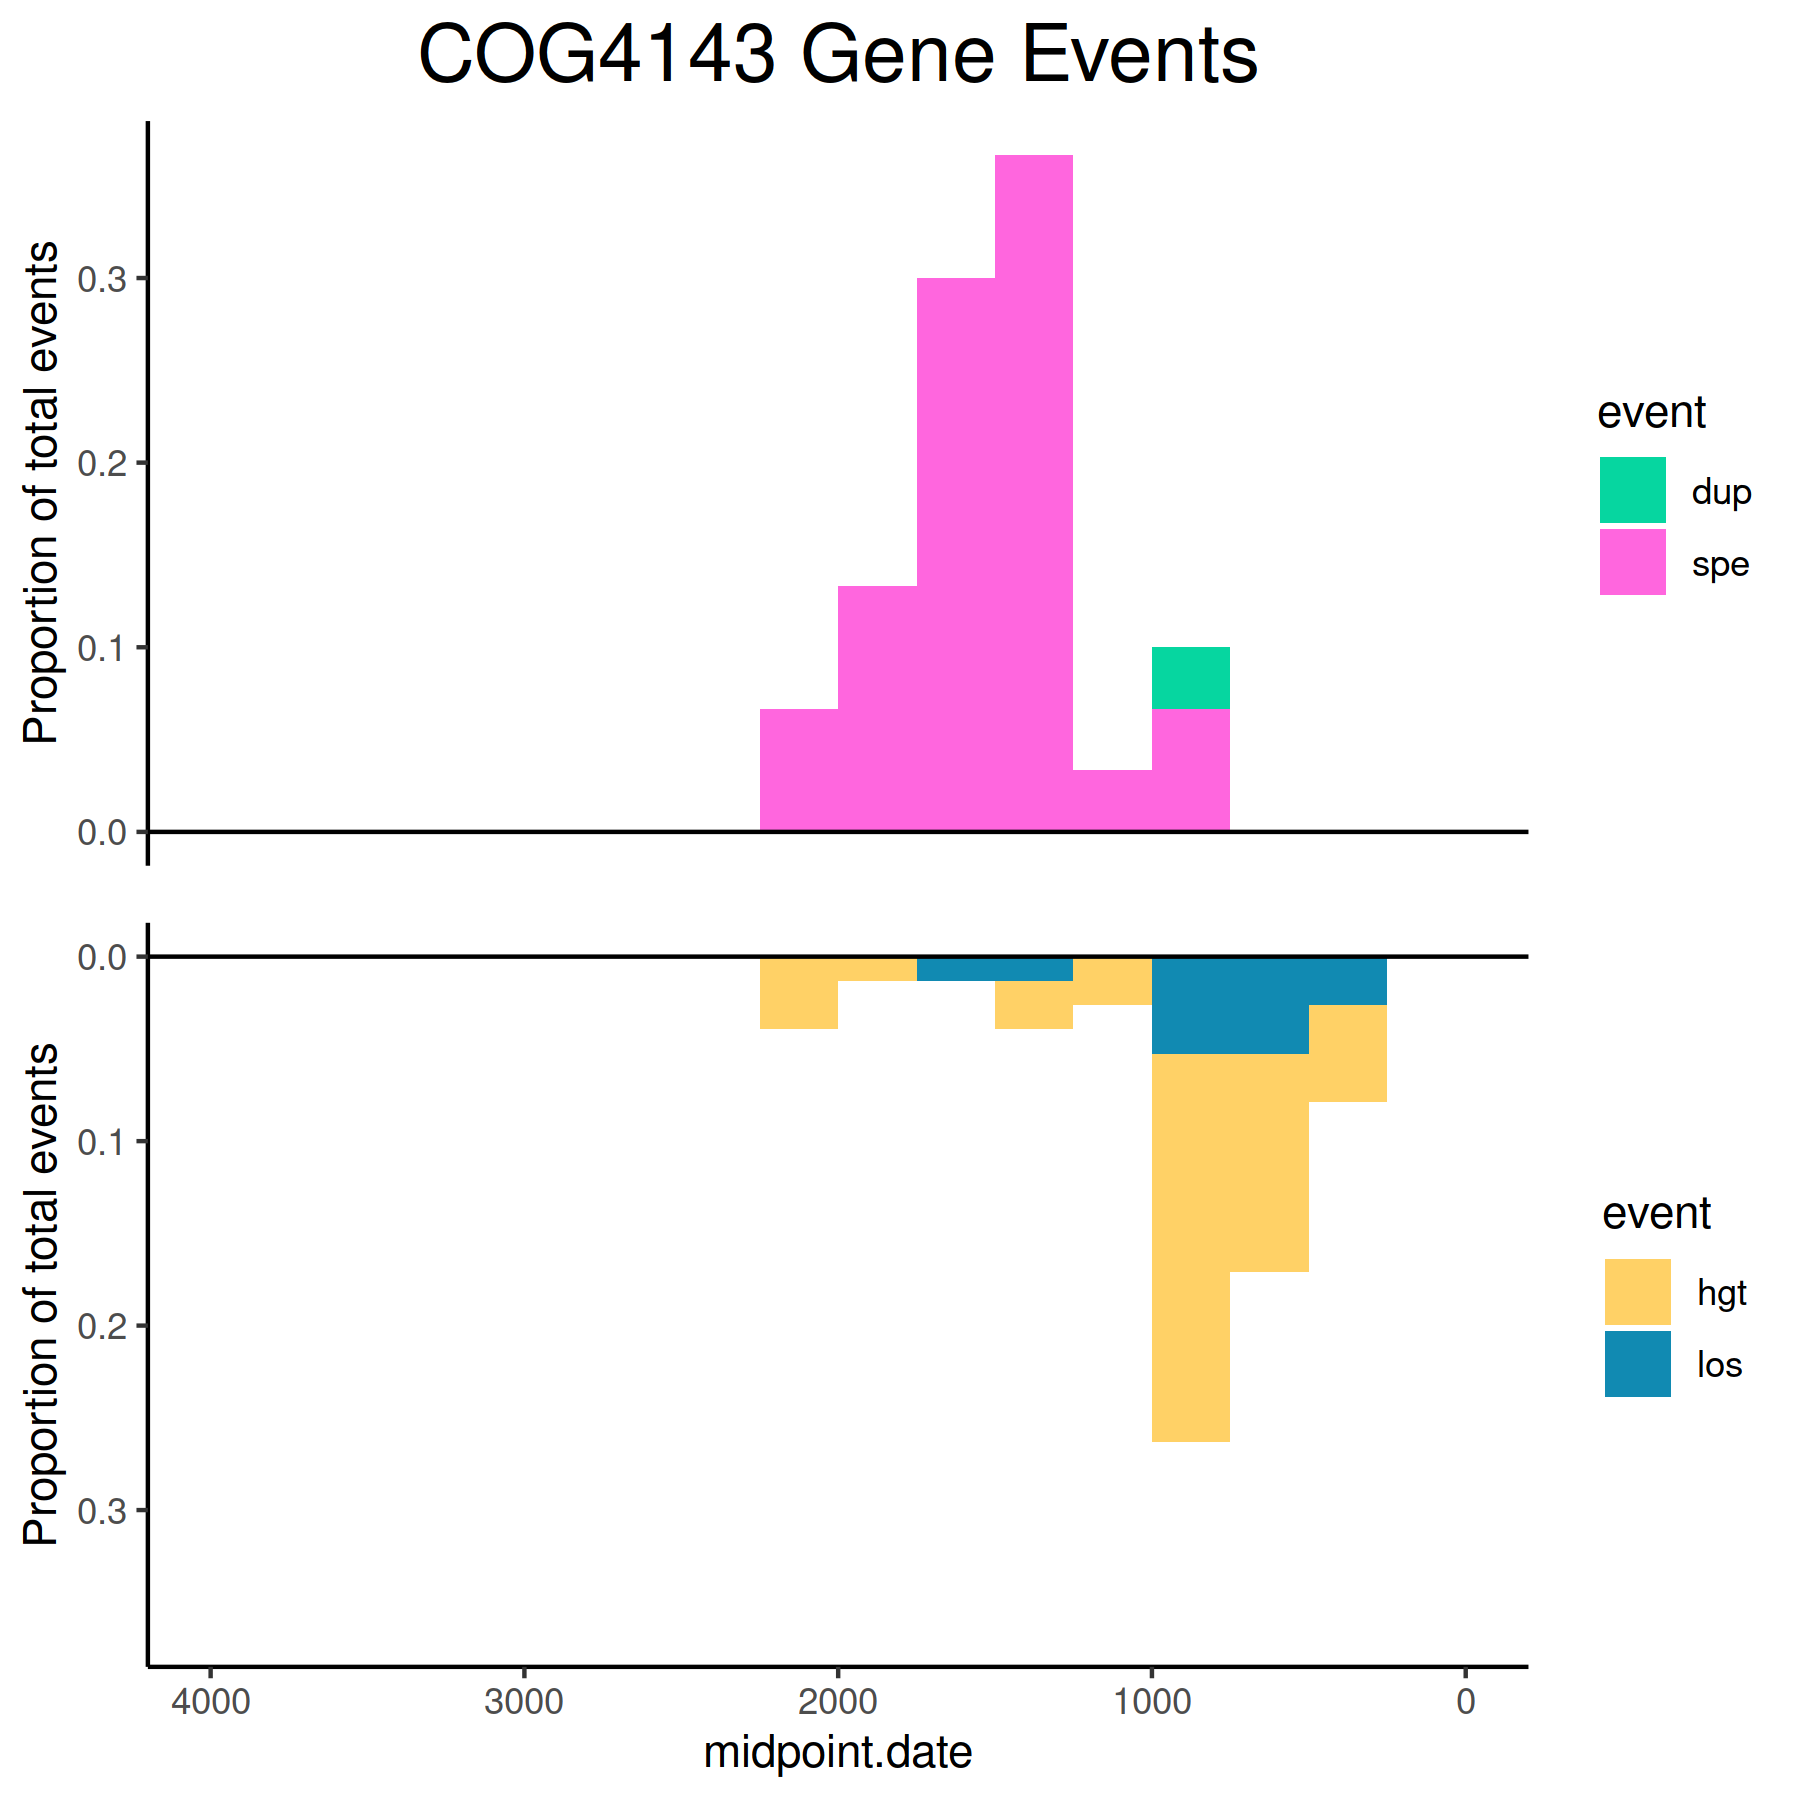 COG4143 Gene Events
Proportion of total events
0.3
0.2
0.1
0.0
event
dup
spe
Proportion of total events
0.0
0.1
0.2
0.3
event
hgt
los
4000 3000 2000 1000 0
midpoint.date